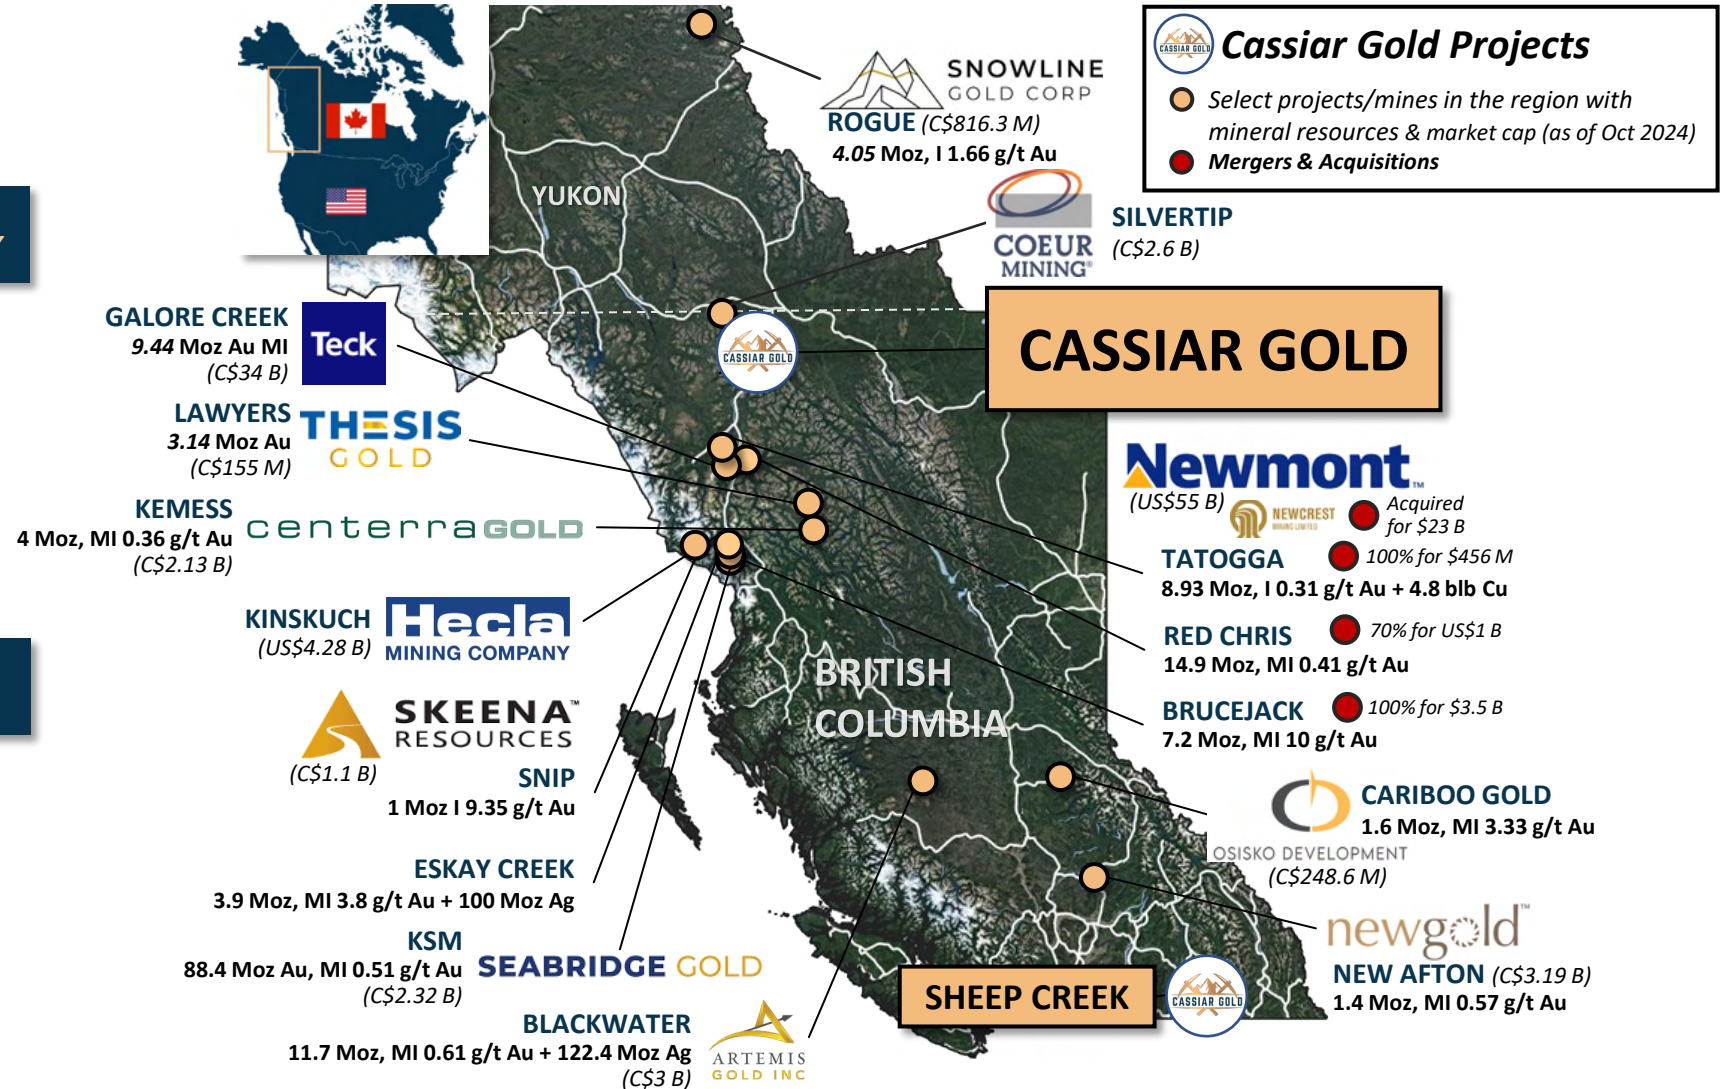 CASSIAR GOLD
Cassiar Gold Projects
Select projects/mines in the region with
mineral resources & market cap (as of Oct 2024)
Mergers & Acquisitions
SNOWLINE
GOLD CORP
ROGUE (C$816.3 M)
4.05 Moz, I 1.66 g/t Au
YUKON
COEUR
MINING®
SILVERTIP
(C$2.6 B)
GALORE CREEK
9.44 Moz Au MI
(C$34 B)
Teck
CASSIAR GOLD
CASSIAR GOLD
LAWYERS
3.14 Moz Au
(C$155 M)
THESIS
GOLD
Newmont™
(US$55 B)
NEWCREST
MINING LIMITED
Acquired
for $23 B
KEMESS
4 Moz, MI 0.36 g/t Au
(C$2.13 B)
centerra GOLD
TATOGGA
100% for $456 M
8.93 Moz, I 0.31 g/t Au + 4.8 blb Cu
KINSKUCH
(US$4.28 B)
Hecla
MINING COMPANY
RED CHRIS
70% for US$1 B
14.9 Moz, MI 0.41 g/t Au
BRITISH
COLUMBIA
BRUCEJACK
100% for $3.5 B
7.2 Moz, MI 10 g/t Au
SKEENA™
RESOURCES
(C$1.1 B)
SNIP
1 Moz I 9.35 g/t Au
CARIBOO GOLD
1.6 Moz, MI 3.33 g/t Au
OSISKO DEVELOPMENT
(C$248.6 M)
ESKAY CREEK
3.9 Moz, MI 3.8 g/t Au + 100 Moz Ag
newgold™
NEW AFTON (C$3.19 B)
1.4 Moz, MI 0.57 g/t Au
KSM
88.4 Moz Au, MI 0.51 g/t Au
(C$2.32 B)
SEABRIDGE GOLD
SHEEP CREEK
CASSIAR GOLD
BLACKWATER
11.7 Moz, MI 0.61 g/t Au + 122.4 Moz Ag
(C$3 B)
ARTEMIS
GOLD INC